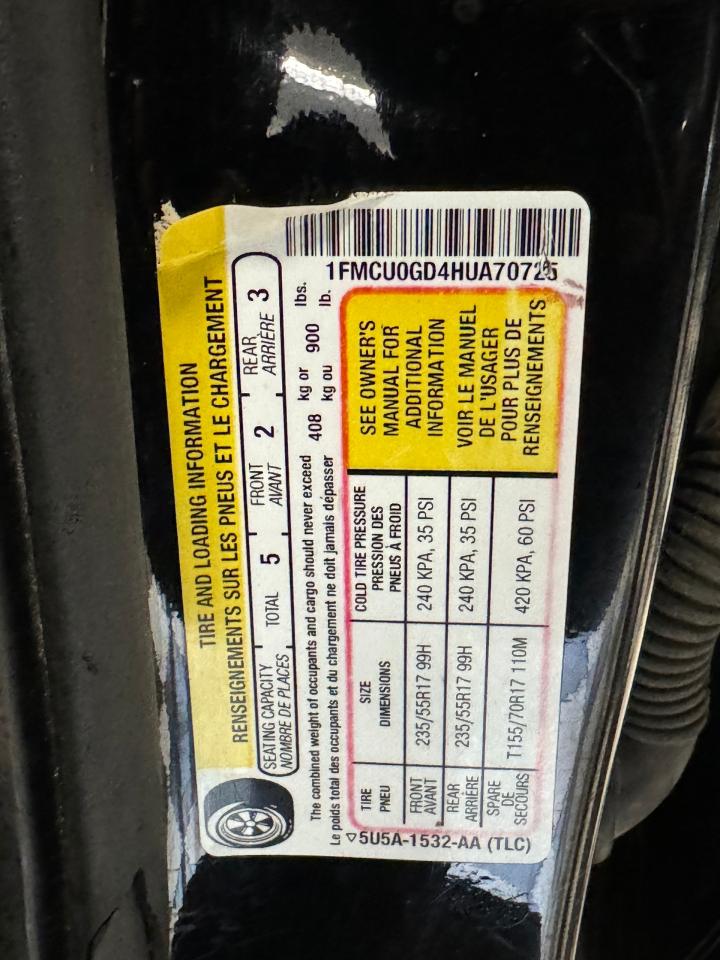 1FMCU0GD4HUA70725
TIRE AND LOADING INFORMATION
RENSEIGNEMENTS SUR LES PNEUS ET LE CHARGEMENT
SEATING CAPACITY
NOMBRE DE PLACES
TOTAL 5
FRONT
AVANT 2
REAR
ARRIÈRE 3
The combined weight of occupants and cargo should never exceed 408 kg or 900 lbs.
Le poids total des occupants et du chargement ne doit jamais dépasser 408 kg ou 900 lb.
TIRE
PNEU
SIZE
DIMENSIONS
COLD TIRE PRESSURE
PRESSION DES
PNEUS À FROID
FRONT
AVANT
235/55R17 99H
240 KPA, 35 PSI
REAR
ARRIÈRE
235/55R17 99H
240 KPA, 35 PSI
SPARE
DE
SECOURS
T155/70R17 110M
420 KPA, 60 PSI
SEE OWNER'S
MANUAL FOR
ADDITIONAL
INFORMATION
VOIR LE MANUEL
DE L'USAGER
POUR PLUS DE
RENSEIGNEMENTS
5U5A-1532-AA (TLC)